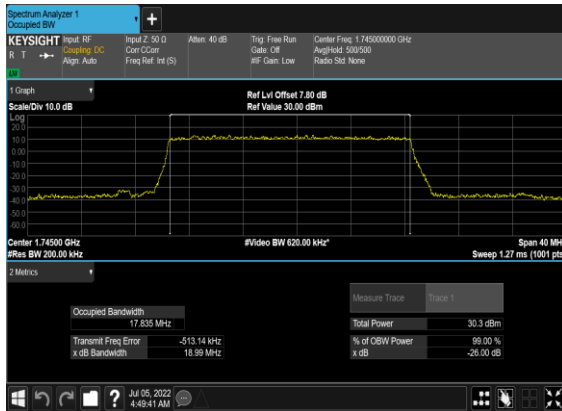 Spectrum Analyzer 1
Occupied BW
+
KEYSIGHT
R T
LXI
Input: RF
Coupling: DC
Align: Auto
Input Z: 50 Ω
Corr CCorr
Freq Ref: Int (S)
Atten: 40 dB
Trig: Free Run
Gate: Off
#IF Gain: Low
Center Freq: 1.745000000 GHz
Avg|Hold: 500/500
Radio Std: None
1 Graph
Scale/Div 10.0 dB
Ref Lvl Offset 7.80 dB
Ref Value 30.00 dBm
Log
20.0
10.0
0.00
-10.0
-20.0
-30.0
-40.0
-50.0
-60.0
Center 1.74500 GHz
#Res BW 200.00 kHz
#Video BW 620.00 kHz*
Span 40 MH
Sweep 1.27 ms (1001 pts
2 Metrics
Occupied Bandwidth
17.835 MHz
Transmit Freq Error -513.14 kHz
x dB Bandwidth 18.99 MHz
Measure Trace Trace 1
Total Power 30.3 dBm
% of OBW Power 99.00 %
x dB -26.00 dB
?
Jul 05, 2022
4:49:41 AM